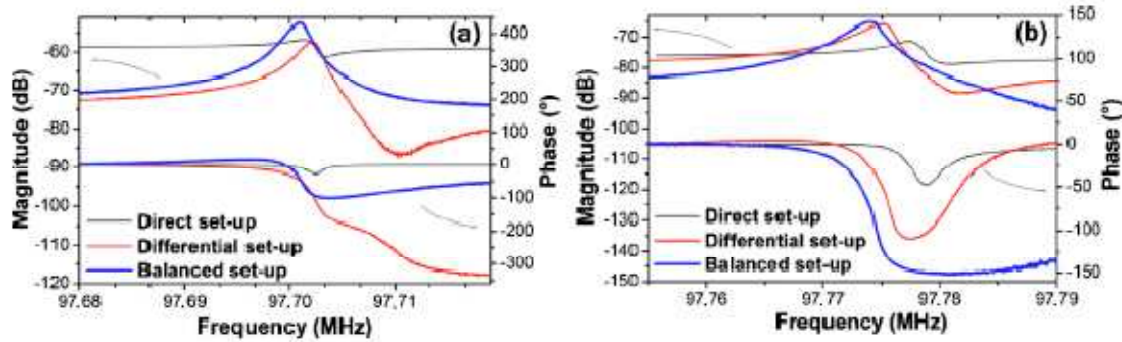 (a)
Magnitude (dB)
-60
-70
-80
-90
-100
-110
-120
400
300
200
100
0
-100
-200
-300
Phase (°)
Direct set-up
Differential set-up
Balanced set-up
97,68
97,69
97,70
97,71
Frequency (MHz)
(b)
Magnitude (dB)
-70
-80
-90
-100
-110
-120
-130
-140
-150
150
100
50
0
-50
-100
-150
Phase (°)
Direct set-up
Differential set-up
Balanced set-up
97,76
97,77
97,78
97,79
Frequency (MHz)